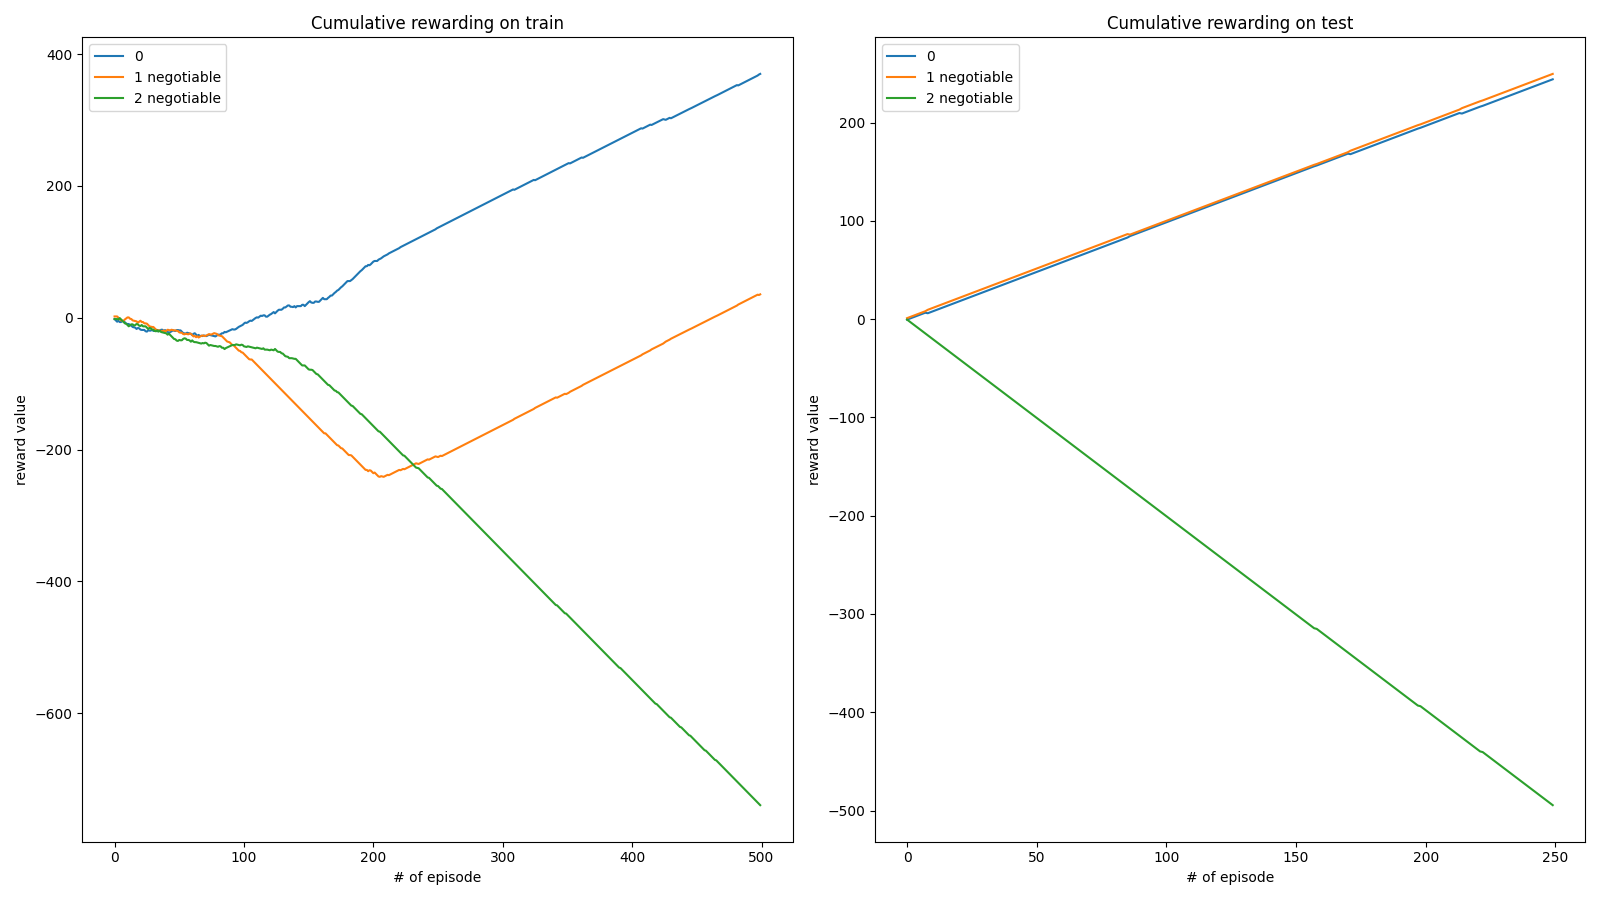 Cumulative rewarding on train
0
1 negotiable
2 negotiable
400
200
0
−200
−400
−600
reward value
0
100
200
300
400
500
# of episode
Cumulative rewarding on test
0
1 negotiable
2 negotiable
200
100
0
−100
−200
−300
−400
−500
reward value
0
50
100
150
200
250
# of episode